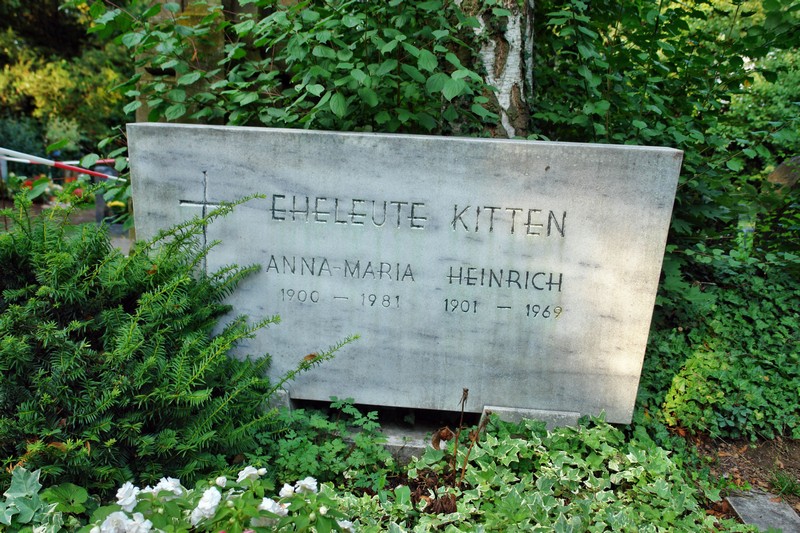 EHELEUTE KITTEN
ANNA-MARIA HEINRICH
1900 – 1981 1901 – 1969